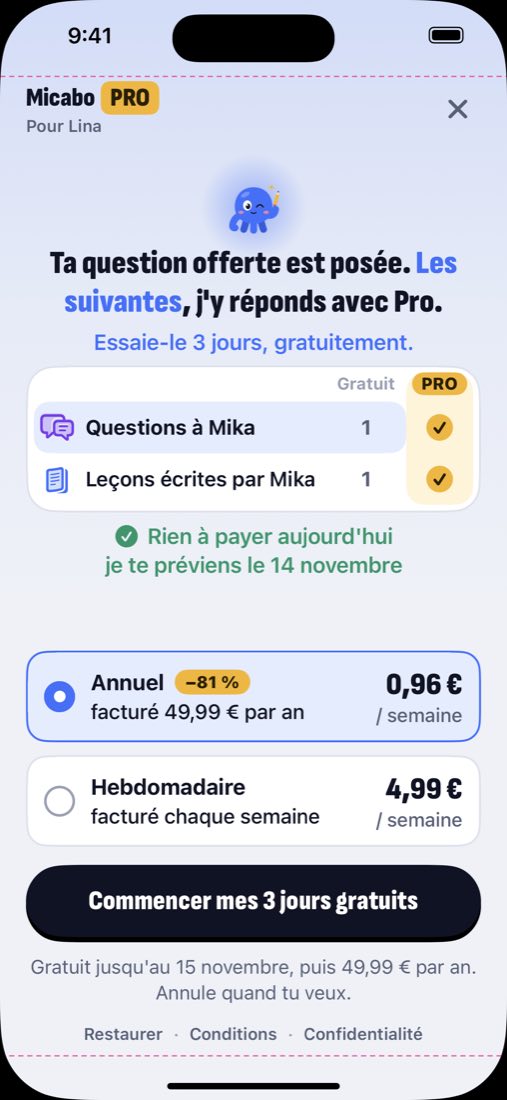 9:41
Micabo PRO
Pour Lina
Ta question offerte est posée. Les
suivantes, j'y réponds avec Pro.
Essaie-le 3 jours, gratuitement.
Gratuit PRO
Questions à Mika 1
Leçons écrites par Mika 1
Rien à payer aujourd'hui
je te préviens le 14 novembre
Annuel −81 % 0,96 €
facturé 49,99 € par an / semaine
Hebdomadaire 4,99 €
facturé chaque semaine / semaine
Commencer mes 3 jours gratuits
Gratuit jusqu'au 15 novembre, puis 49,99 € par an.
Annule quand tu veux.
Restaurer · Conditions · Confidentialité